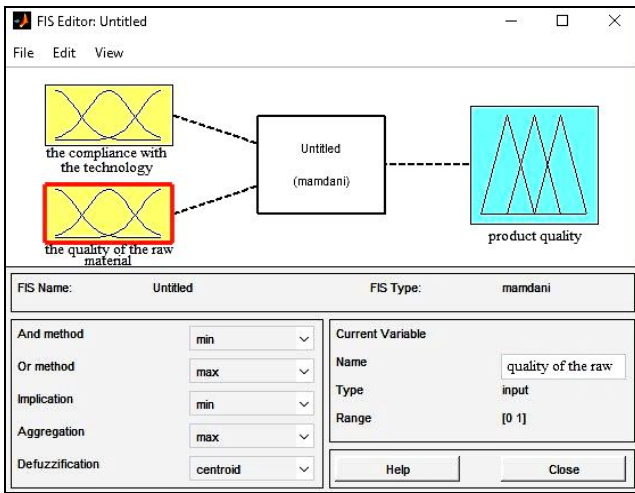 FIS Editor: Untitled
File Edit View
the compliance with
the technology
the quality of the raw
material
Untitled
(mamdani)
product quality
FIS Name: Untitled FIS Type: mamdani
And method min
Or method max
Implication min
Aggregation max
Defuzzification centroid
Current Variable
Name quality of the raw
Type input
Range [0 1]
Help Close